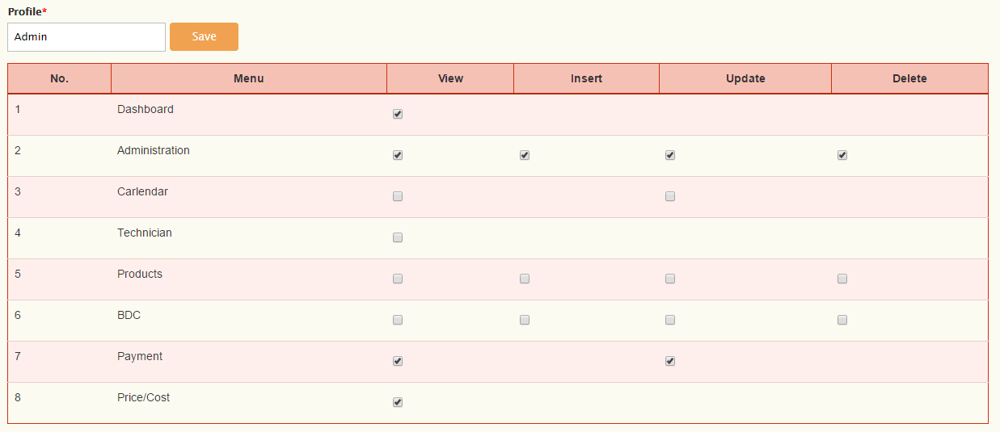 Profile*
Admin Save
No. Menu View Insert Update Delete
1 Dashboard
2 Administration
3 Carlendar
4 Technician
5 Products
6 BDC
7 Payment
8 Price/Cost